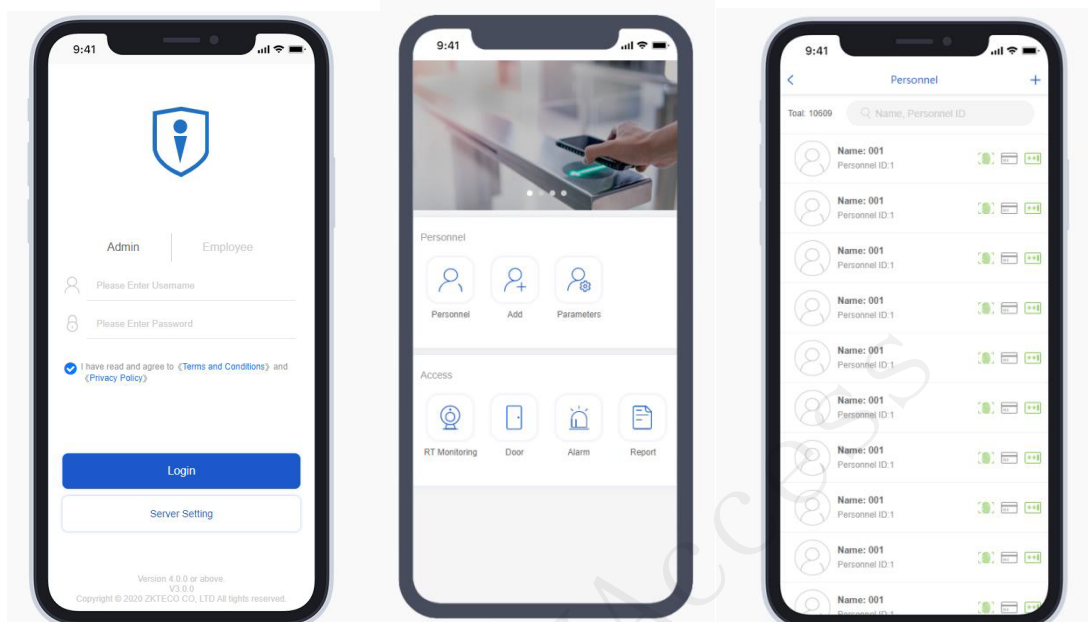 9:41
Admin
Employee
Please Enter Username
Please Enter Password
I have read and agree to 《Terms and Conditions》 and
《Privacy Policy》
Login
Server Setting
Version 4.0.0 or above.
V3.0.0
Copyright © 2020 ZKTECO CO, LTD All lights reserved.
9:41
Personnel
Personnel
Add
Parameters
Access
RT Monitoring
Door
Alarm
Report
9:41
Personnel
Toal: 10609
Name, Personnel ID
Name: 001
Personnel ID:1
Name: 001
Personnel ID:1
Name: 001
Personnel ID:1
Name: 001
Personnel ID:1
Name: 001
Personnel ID:1
Name: 001
Personnel ID:1
Name: 001
Personnel ID:1
Name: 001
Personnel ID:1
Name: 001
Personnel ID:1
Name: 001
Personnel ID:1
Access